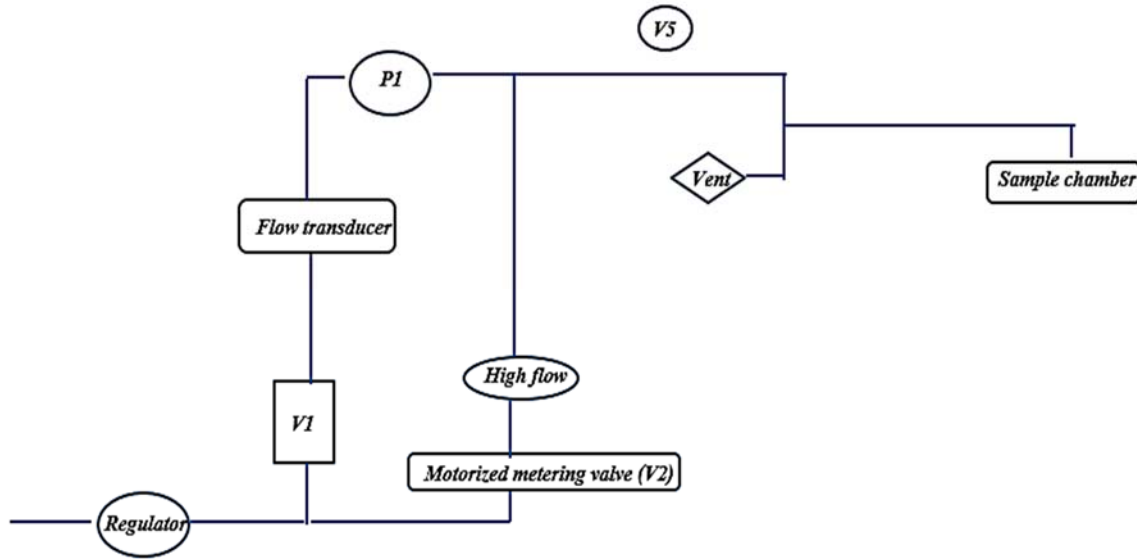 V5
P1
Vent
Sample chamber
Flow transducer
High flow
V1
Motorized metering valve (V2)
Regulator